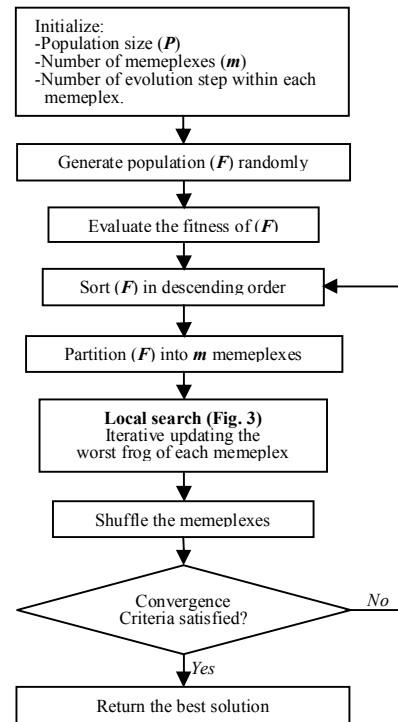 Initialize:
-Population size (P)
-Number of memeplexes (m)
-Number of evolution step within each
memeplex.
Generate population (F) randomly
Evaluate the fitness of (F)
Sort (F) in descending order
Partition (F) into m memeplexes
Local search (Fig. 3)
Iterative updating the
worst frog of each memeplex
Shuffle the memeplexes
Convergence
Criteria satisfied?
No
Yes
Return the best solution